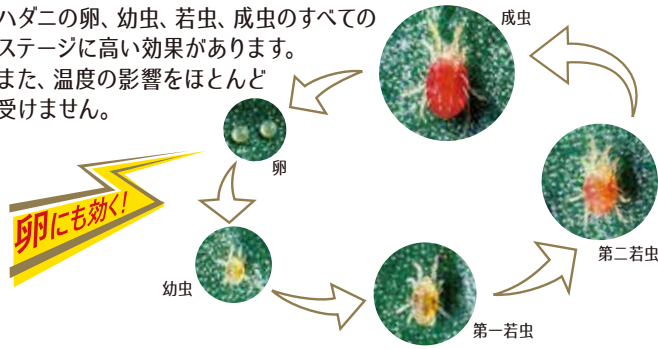 ハダニの卵、幼虫、若虫、成虫のすべての
ステージに高い効果があります。
また、温度の影響をほとんど
受けません。
成虫
卵
卵にも効く!
第二若虫
幼虫
第一若虫